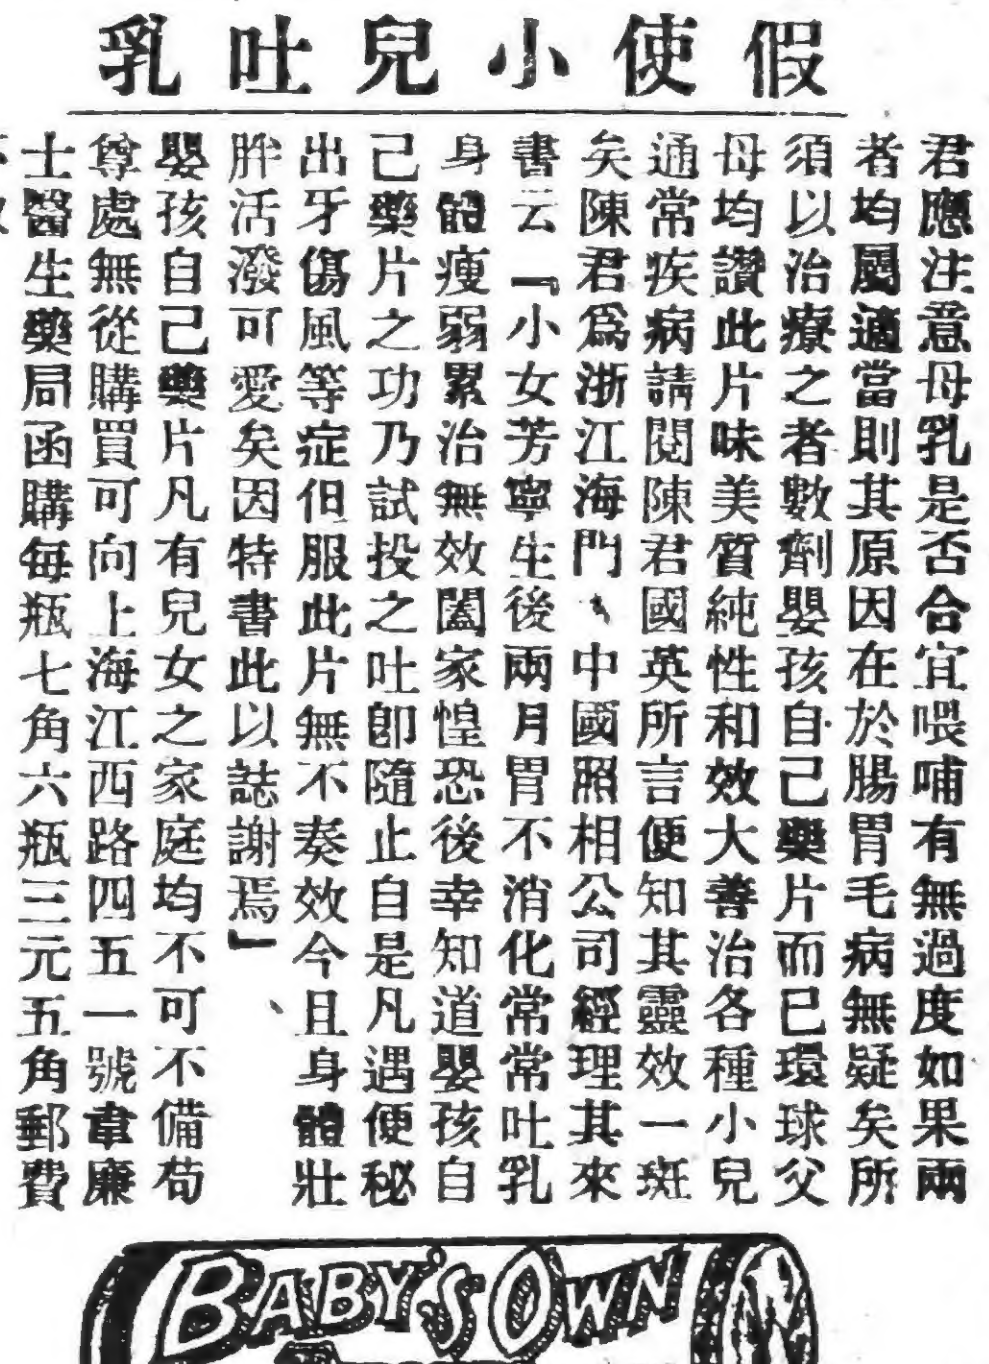 假使小兒吐乳
君應注意母乳是否合宜喂哺有無過度如果兩
者均屬適當則其原因在於腸胃毛病無疑矣所
須以治療之者數劑嬰孩自己藥片而已環球父
母均讚此片味美質純性和效大善治各種小兒
通常疾病請閱陳君國英所言便知其靈效一斑
矣陳君爲浙江海門、中國照相公司經理其來
書云『小女芳寧生後兩月胃不消化常常吐乳
身體瘦弱累治無效闔家惶恐後幸知道嬰孩自
己藥片之功乃試投之吐卽隨止自是凡遇便秘
出牙傷風等症但服此片無不奏效今且身體壯
胖活潑可愛矣因特書此以誌謝焉』、
嬰孩自己藥片凡有兒女之家庭均不可不備苟
尊處無從購買可向上海江西路四五一號韋廉
士醫生藥局函購每瓶七角六瓶三元五角郵費
BABY'S OWN